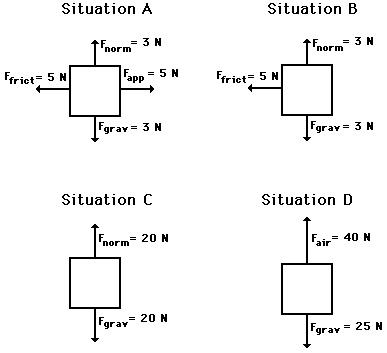 Situation A
Situation B
Fnorm = 3 N
Ffrict = 5 N
Fapp = 5 N
Fgrav = 3 N
Fnorm = 3 N
Ffrict = 5 N
Fgrav = 3 N
Situation C
Situation D
Fnorm = 20 N
Fgrav = 20 N
Fair = 40 N
Fgrav = 25 N